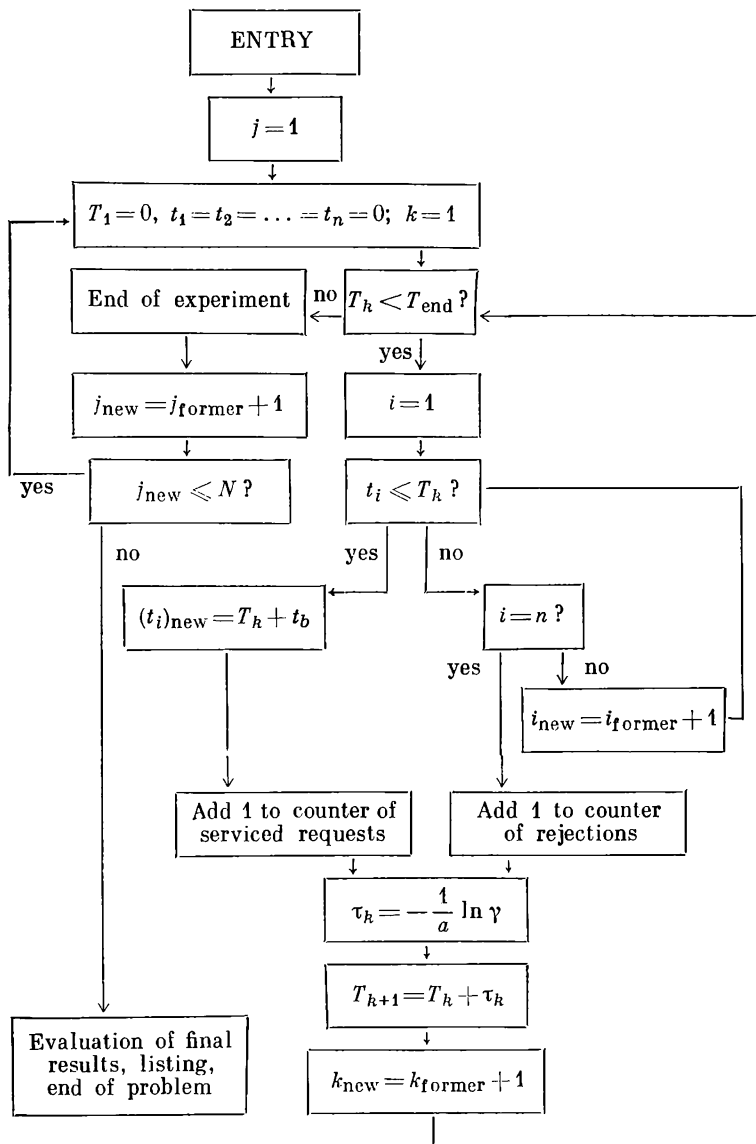 ENTRY
j=1
T₁=0, t₁=t₂=...=tₙ=0; k=1
End of experiment
no
Tₖ<T_end?
yes
j_new=j_former+1
i=1
yes
j_new⩽N?
tᵢ⩽Tₖ?
no
yes
no
(tᵢ)_new=Tₖ+t_b
i=n?
yes
no
i_new=i_former+1
Add 1 to counter of
serviced requests
Add 1 to counter
of rejections
τₖ=−1/a ln γ
Tₖ₊₁=Tₖ+τₖ
Evaluation of final
results, listing,
end of problem
k_new=k_former+1